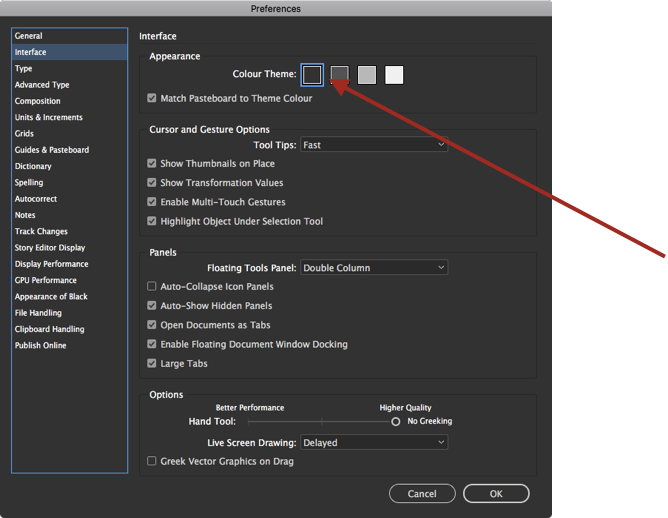 Preferences
General
Interface
Type
Advanced Type
Composition
Units & Increments
Grids
Guides & Pasteboard
Dictionary
Spelling
Autocorrect
Notes
Track Changes
Story Editor Display
Display Performance
GPU Performance
Appearance of Black
File Handling
Clipboard Handling
Publish Online
Interface
Appearance
Colour Theme:
Match Pasteboard to Theme Colour
Cursor and Gesture Options
Tool Tips: Fast
Show Thumbnails on Place
Show Transformation Values
Enable Multi-Touch Gestures
Highlight Object Under Selection Tool
Panels
Floating Tools Panel: Double Column
Auto-Collapse Icon Panels
Auto-Show Hidden Panels
Open Documents as Tabs
Enable Floating Document Window Docking
Large Tabs
Options
Better Performance Higher Quality
Hand Tool: No Greeking
Live Screen Drawing: Delayed
Greek Vector Graphics on Drag
Cancel OK